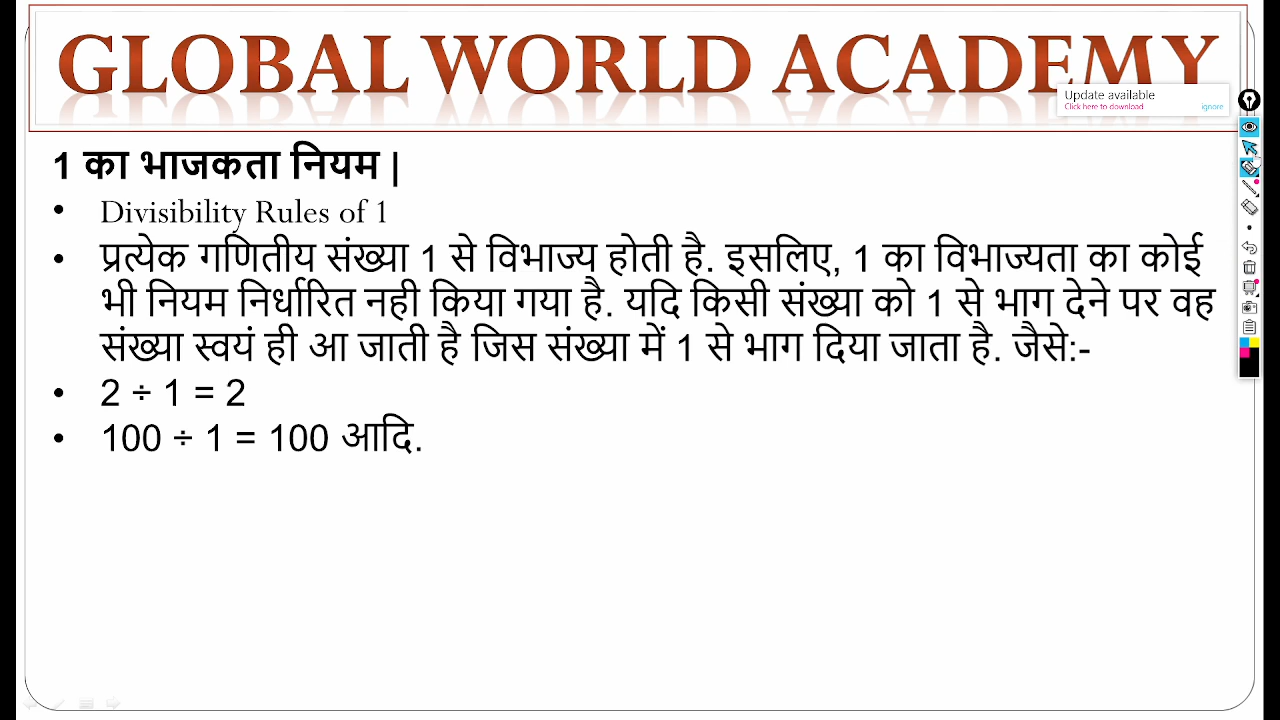 GLOBAL WORLD ACADEMY
Update available
Click here to download
ignore
1 का भाजकता नियम |
• Divisibility Rules of 1
• प्रत्येक गणितीय संख्या 1 से विभाज्य होती है. इसलिए, 1 का विभाज्यता का कोई
भी नियम निर्धारित नही किया गया है. यदि किसी संख्या को 1 से भाग देने पर वह
संख्या स्वयं ही आ जाती है जिस संख्या में 1 से भाग दिया जाता है. जैसे:-
• 2 ÷ 1 = 2
• 100 ÷ 1 = 100 आदि.